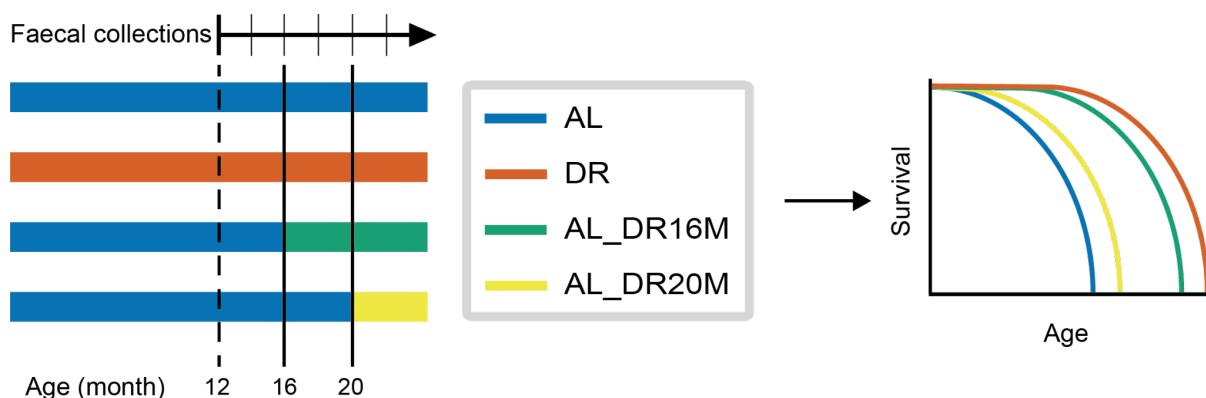 Faecal collections
AL
DR
AL_DR16M
AL_DR20M
Survival
Age
Age (month) 12 16 20